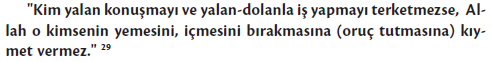 "Kim yalan konuşmayı ve yalan-dolanla iş yapmayı terketmezse, Al-
lah o kimsenin yemesini, içmesini bırakmasına (oruç tutmasına) kıy-
met vermez." 29